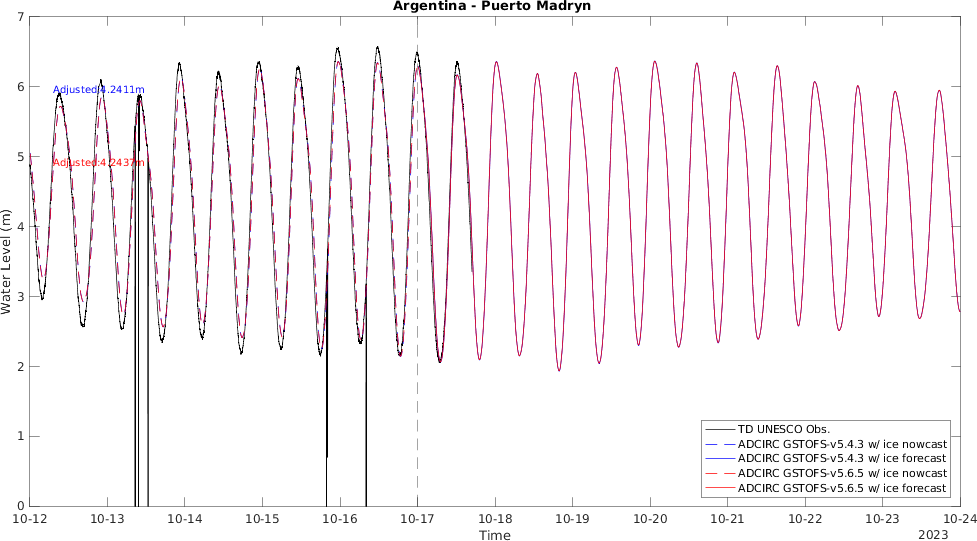 Argentina - Puerto Madryn
7
6
5
4
3
2
1
0
Water Level (m)
Adjusted:4.2411m
Adjusted:4.2437m
TD UNESCO Obs.
ADCIRC GSTOFS-v5.4.3 w/ ice nowcast
ADCIRC GSTOFS-v5.4.3 w/ ice forecast
ADCIRC GSTOFS-v5.6.5 w/ ice nowcast
ADCIRC GSTOFS-v5.6.5 w/ ice forecast
10-12 10-13 10-14 10-15 10-16 10-17 10-18 10-19 10-20 10-21 10-22 10-23 10-24
Time
2023